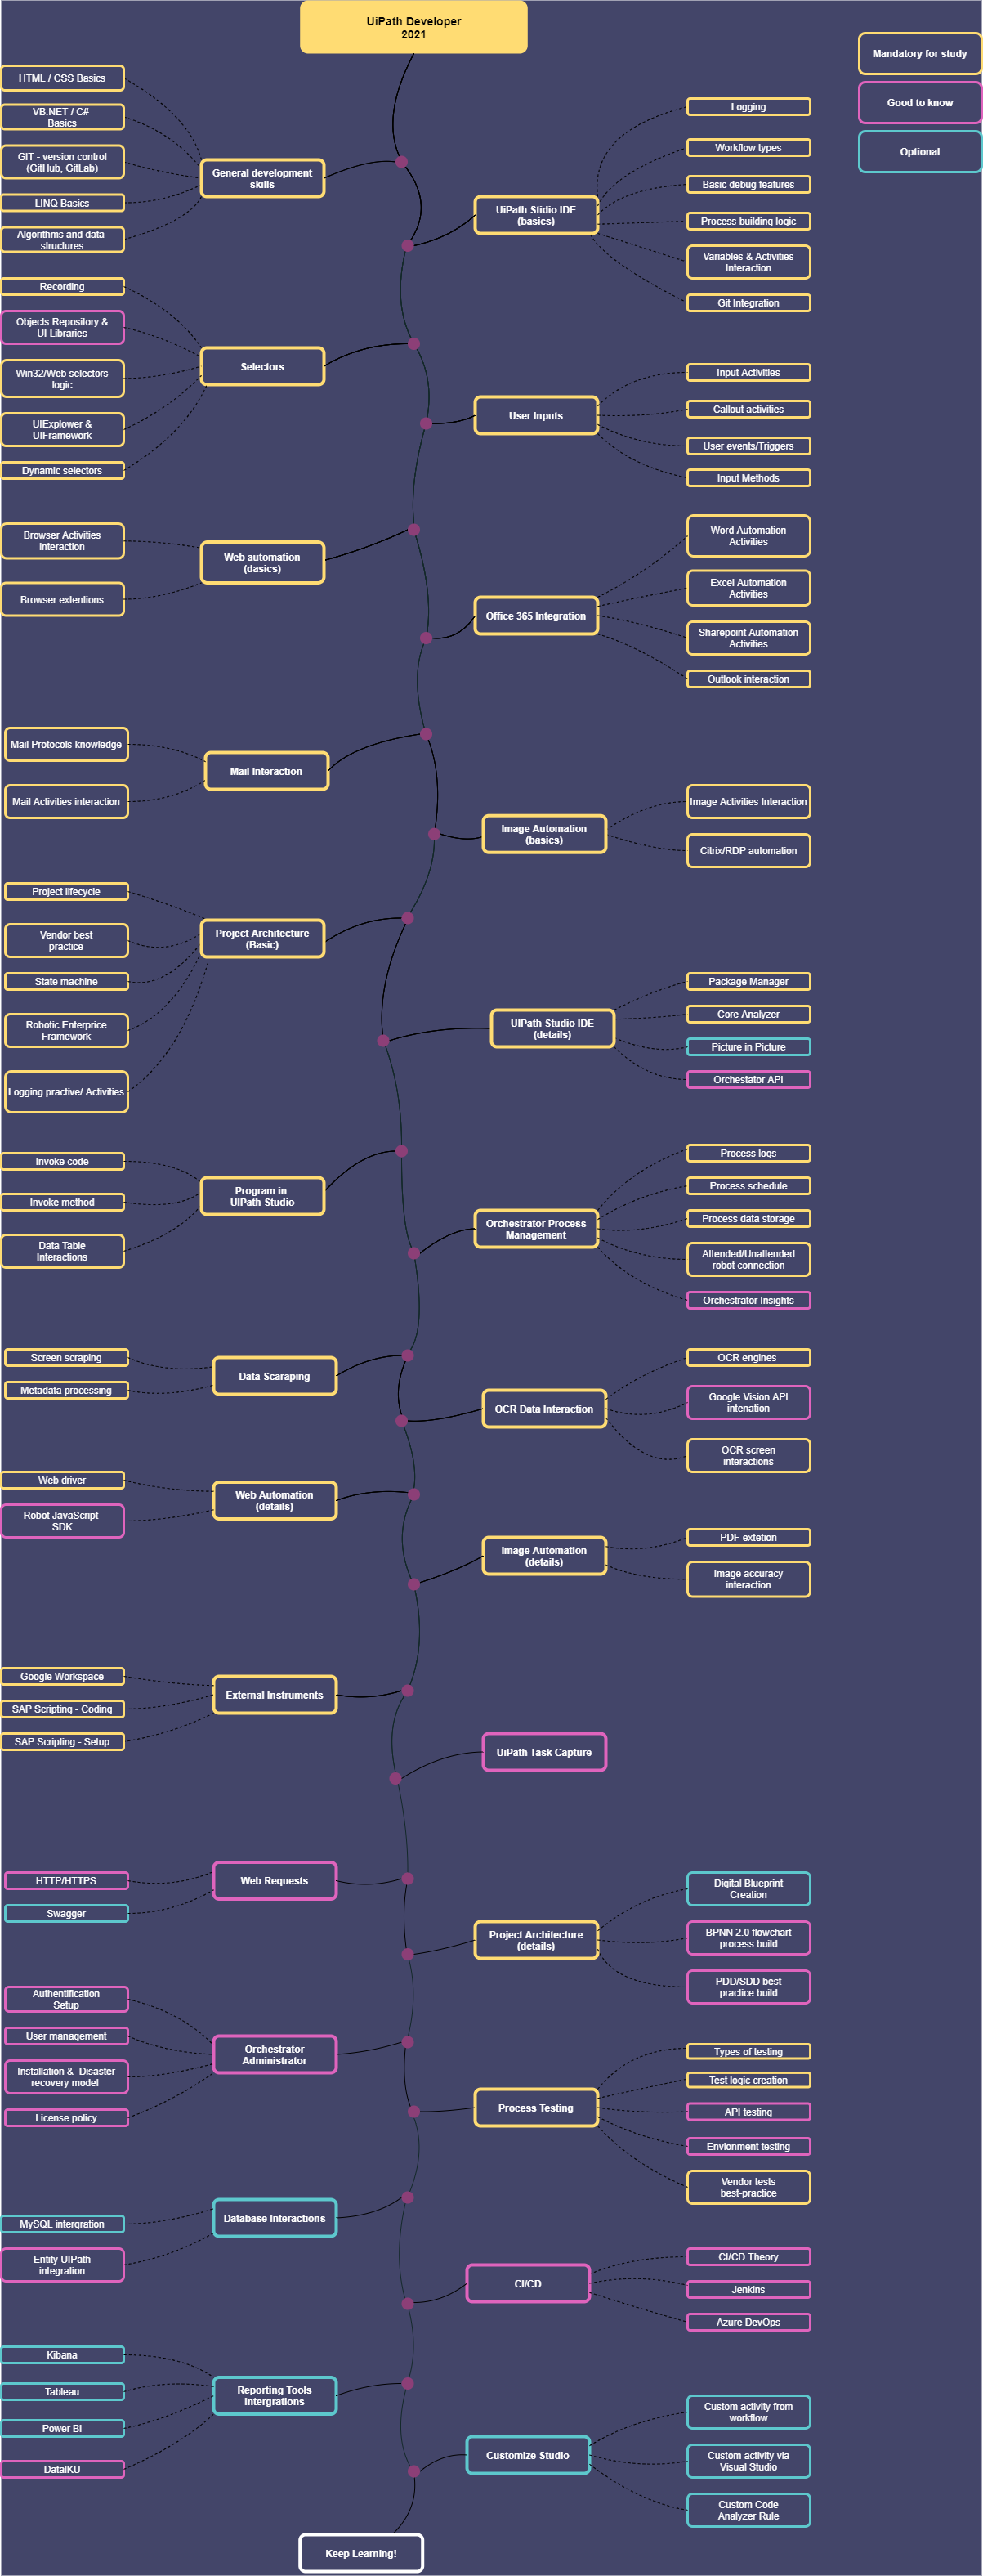 UiPath Developer
2021
Mandatory for study
Good to know
Optional
HTML / CSS Basics
VB.NET / C#
Basics
GIT - version control
(GitHub, GitLab)
LINQ Basics
Algorithms and data
structures
General development
skills
UiPath Stidio IDE
(basics)
Logging
Workflow types
Basic debug features
Process building logic
Variables & Activities
Interaction
Git Integration
Recording
Objects Repository &
UI Libraries
Win32/Web selectors
logic
UIExplower &
UIFramework
Dynamic selectors
Selectors
User Inputs
Input Activities
Callout activities
User events/Triggers
Input Methods
Browser Activities
interaction
Browser extentions
Web automation
(dasics)
Office 365 Integration
Word Automation
Activities
Excel Automation
Activities
Sharepoint Automation
Activities
Outlook interaction
Mail Protocols knowledge
Mail Activities interaction
Mail Interaction
Image Automation
(basics)
Image Activities Interaction
Citrix/RDP automation
Project lifecycle
Vendor best
practice
State machine
Robotic Enterprice
Framework
Logging practive/ Activities
Project Architecture
(Basic)
UIPath Studio IDE
(details)
Package Manager
Core Analyzer
Picture in Picture
Orchestator API
Invoke code
Invoke method
Data Table
Interactions
Program in
UIPath Studio
Orchestrator Process
Management
Process logs
Process schedule
Process data storage
Attended/Unattended
robot connection
Orchestrator Insights
Screen scraping
Metadata processing
Data Scaraping
OCR Data Interaction
OCR engines
Google Vision API
intenation
OCR screen
interactions
Web driver
Robot JavaScript
SDK
Web Automation
(details)
Image Automation
(details)
PDF extetion
Image accuracy
interaction
Google Workspace
SAP Scripting - Coding
SAP Scripting - Setup
External Instruments
UiPath Task Capture
HTTP/HTTPS
Swagger
Web Requests
Project Architecture
(details)
Digital Blueprint
Creation
BPNN 2.0 flowchart
process build
PDD/SDD best
practice build
Authentification
Setup
User management
Installation & Disaster
recovery model
License policy
Orchestrator
Administrator
Process Testing
Types of testing
Test logic creation
API testing
Envionment testing
Vendor tests
best-practice
MySQL intergration
Entity UIPath
integration
Database Interactions
CI/CD
CI/CD Theory
Jenkins
Azure DevOps
Kibana
Tableau
Power BI
DataIKU
Reporting Tools
Intergrations
Customize Studio
Custom activity from
workflow
Custom activity via
Visual Studio
Custom Code
Analyzer Rule
Keep Learning!